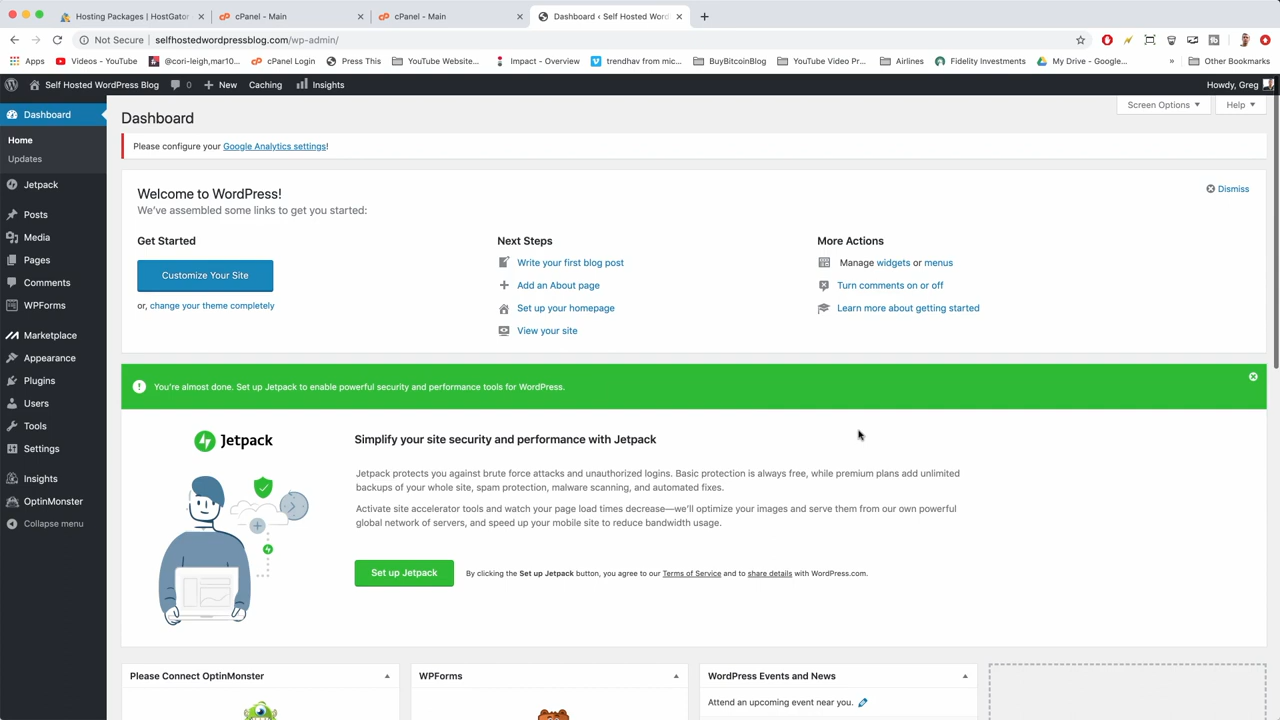 Hosting Packages | HostGator
cPanel - Main
cPanel - Main
Dashboard ‹ Self Hosted Word
Not Secure
selfhostedwordpressblog.com/wp-admin/
Apps
Videos - YouTube
@cori-leigh,mar10...
cPanel Login
Press This
YouTube Website...
Impact - Overview
trendhav from mic...
BuyBitcoinBlog
YouTube Video Pr...
Airlines
Fidelity Investments
My Drive - Google...
»
Other Bookmarks
Self Hosted WordPress Blog
0
New
Caching
Insights
Howdy, Greg
Dashboard
Home
Updates
Jetpack
Posts
Media
Pages
Comments
WPForms
Marketplace
Appearance
Plugins
Users
Tools
Settings
Insights
OptinMonster
Collapse menu
Screen Options
Help
Dashboard
Please configure your Google Analytics settings!
Welcome to WordPress!
We've assembled some links to get you started:
Dismiss
Get Started
Customize Your Site
or, change your theme completely
Next Steps
Write your first blog post
Add an About page
Set up your homepage
View your site
More Actions
Manage widgets or menus
Turn comments on or off
Learn more about getting started
You're almost done. Set up Jetpack to enable powerful security and performance tools for WordPress.
Jetpack
Simplify your site security and performance with Jetpack
Jetpack protects you against brute force attacks and unauthorized logins. Basic protection is always free, while premium plans add unlimited
backups of your whole site, spam protection, malware scanning, and automated fixes.
Activate site accelerator tools and watch your page load times decrease—we'll optimize your images and serve them from our own powerful
global network of servers, and speed up your mobile site to reduce bandwidth usage.
Set up Jetpack
By clicking the Set up Jetpack button, you agree to our Terms of Service and to share details with WordPress.com.
Please Connect OptinMonster
WPForms
WordPress Events and News
Attend an upcoming event near you.